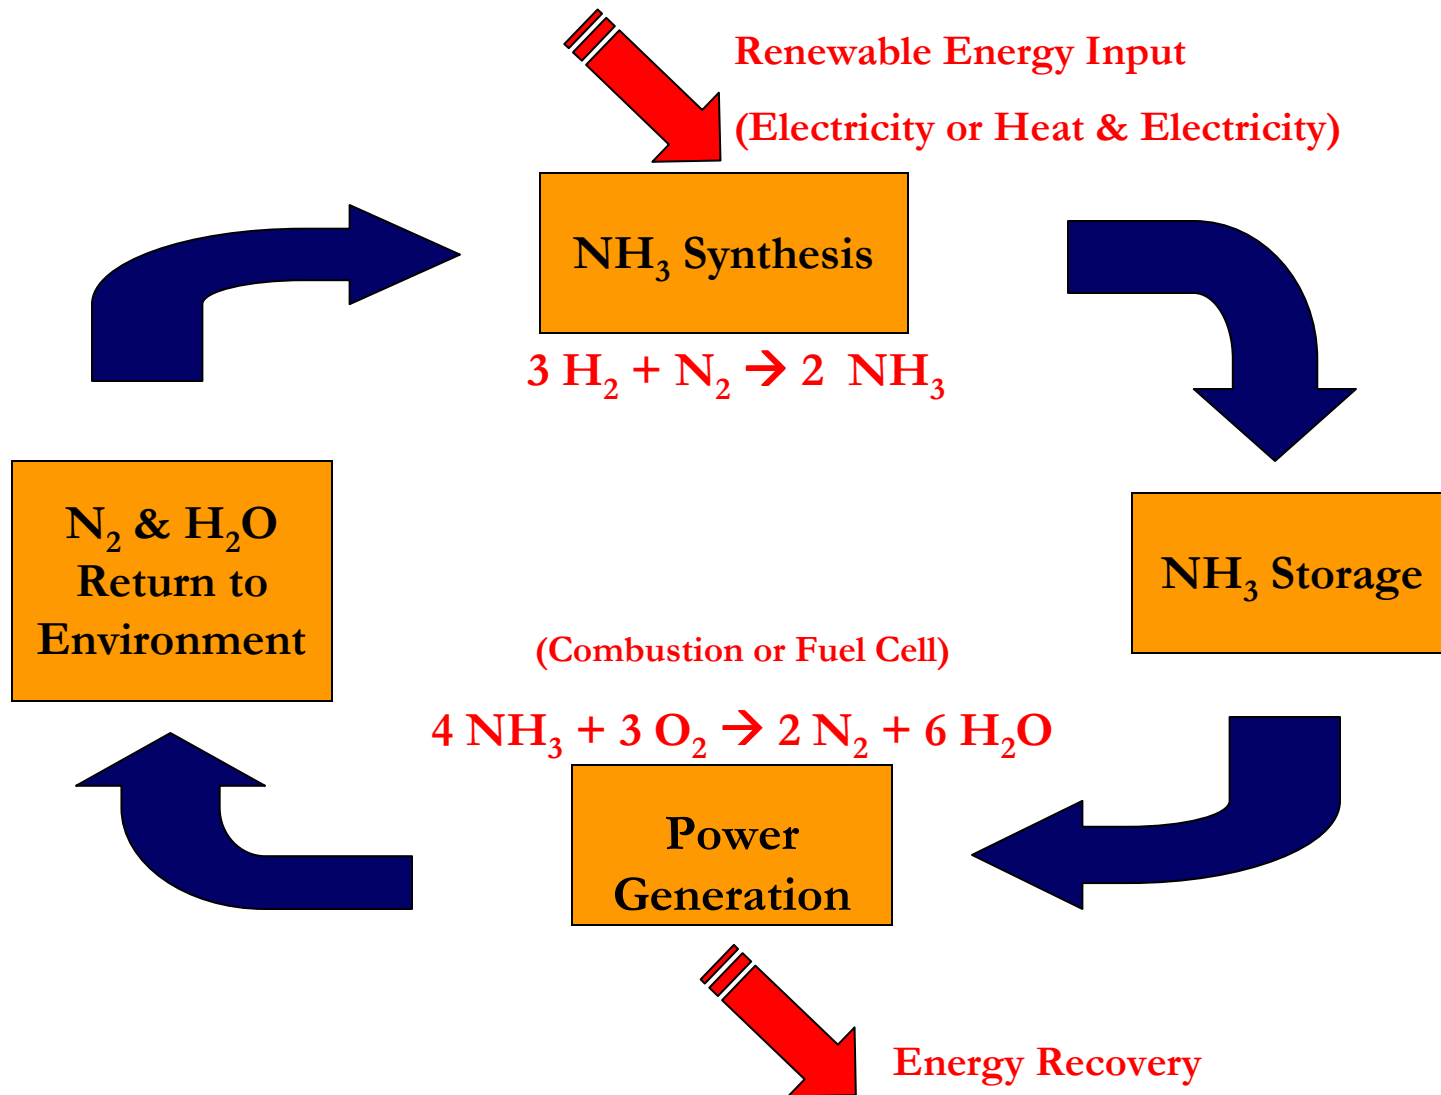 Renewable Energy Input
(Electricity or Heat & Electricity)
NH₃ Synthesis
3 H₂ + N₂ → 2 NH₃
N₂ & H₂O
Return to
Environment
NH₃ Storage
(Combustion or Fuel Cell)
4 NH₃ + 3 O₂ → 2 N₂ + 6 H₂O
Power
Generation
Energy Recovery